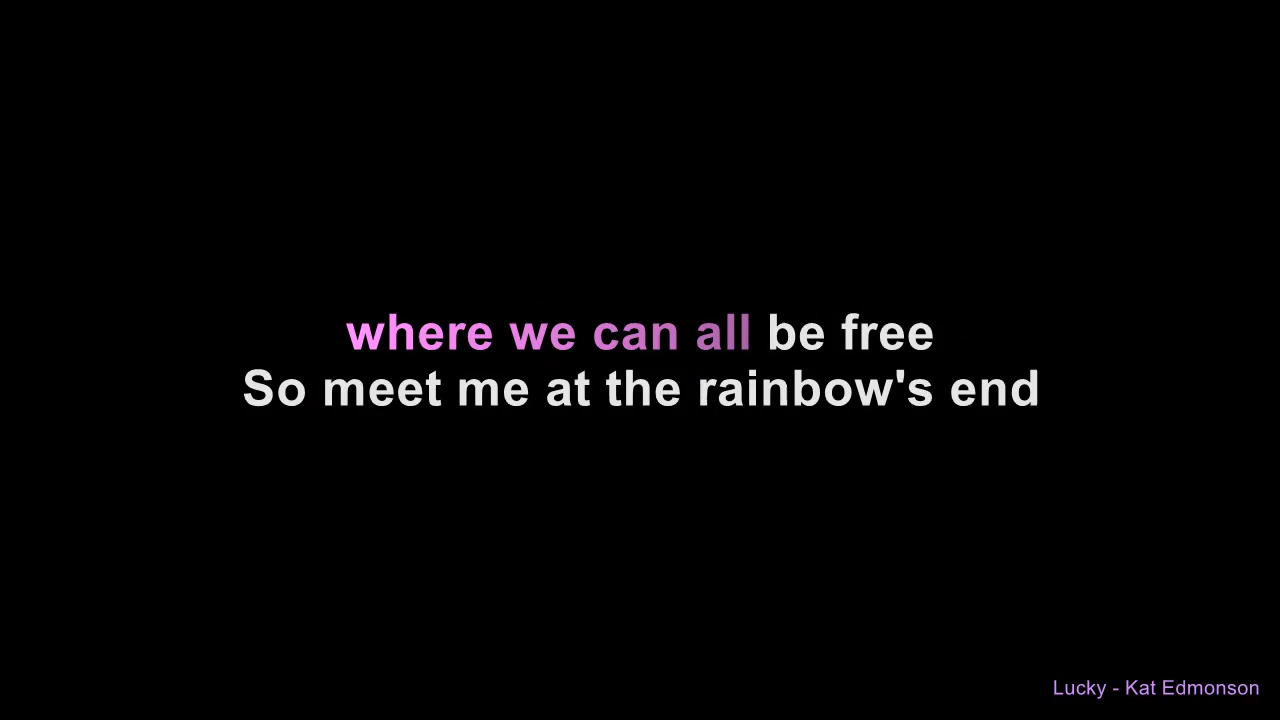 where we can all be free
So meet me at the rainbow's end
Lucky - Kat Edmonson